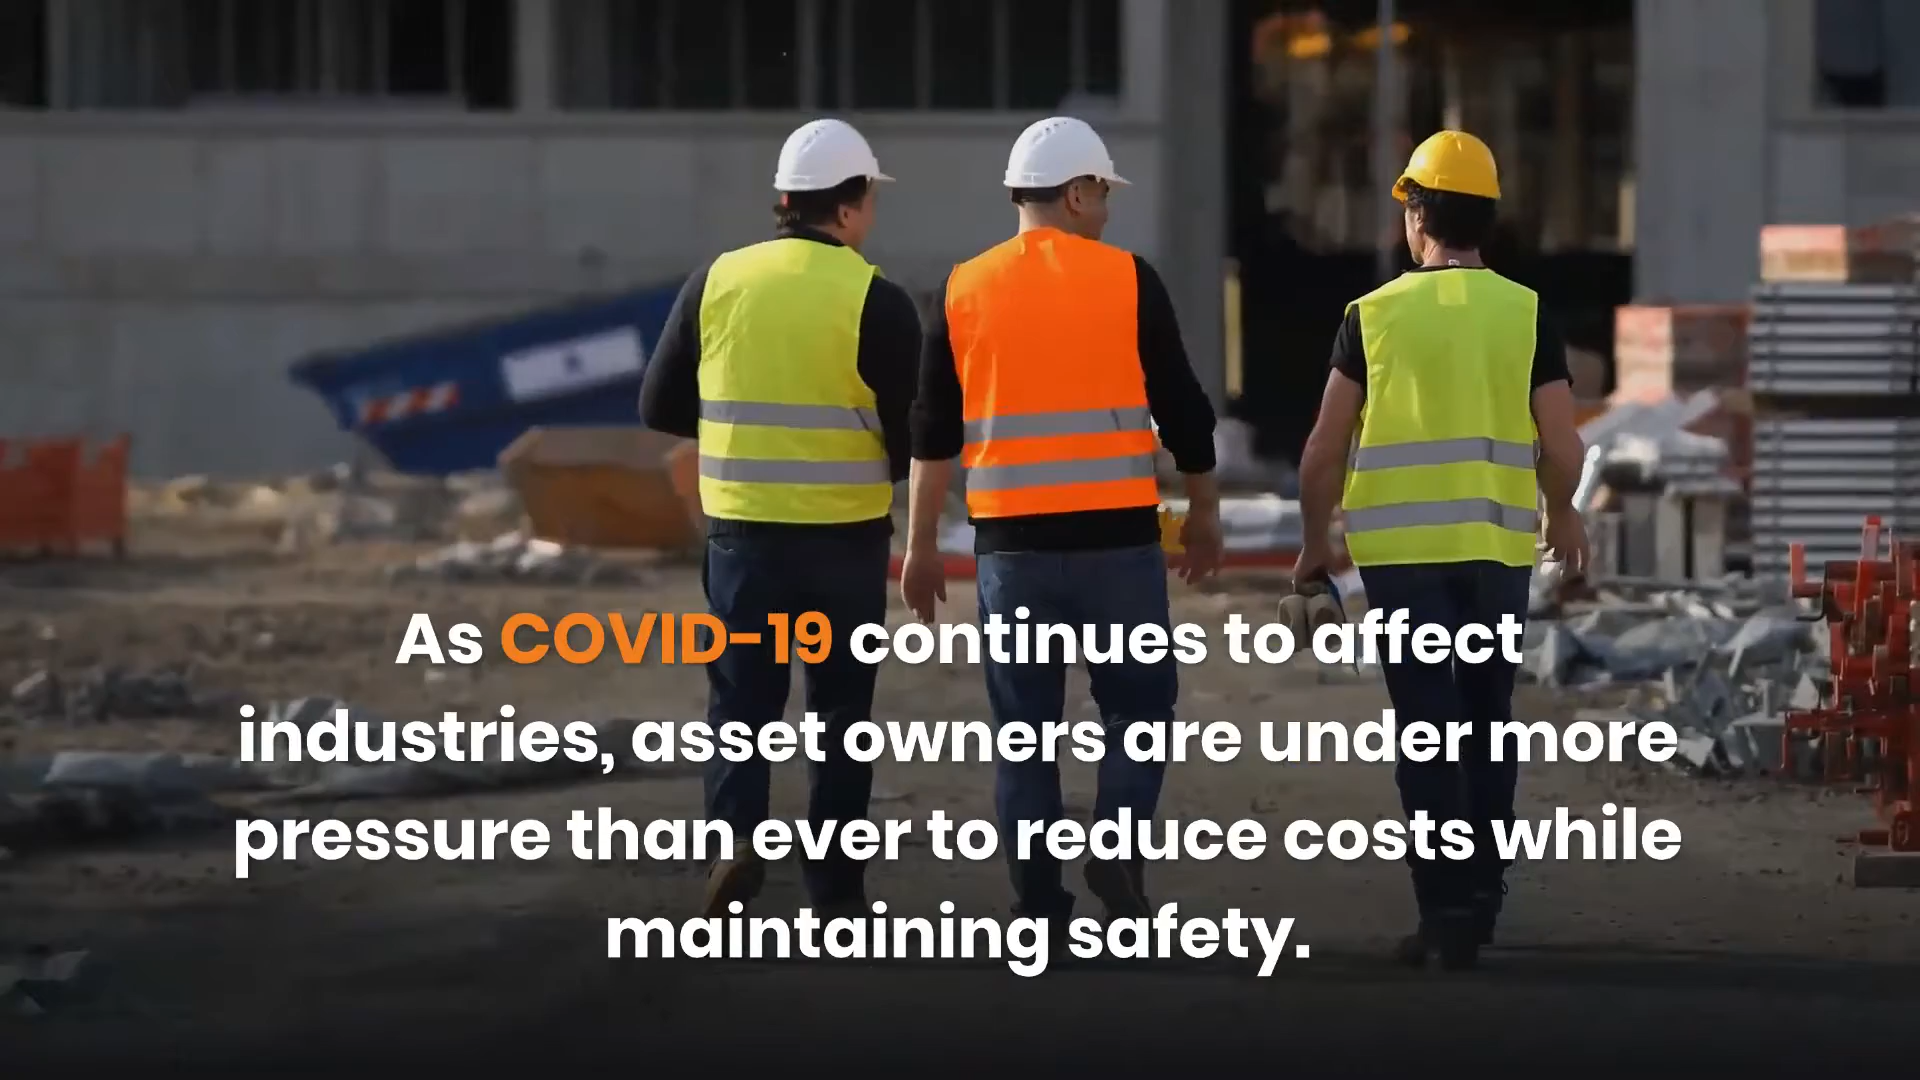 As COVID-19 continues to affect
industries, asset owners are under more
pressure than ever to reduce costs while
maintaining safety.